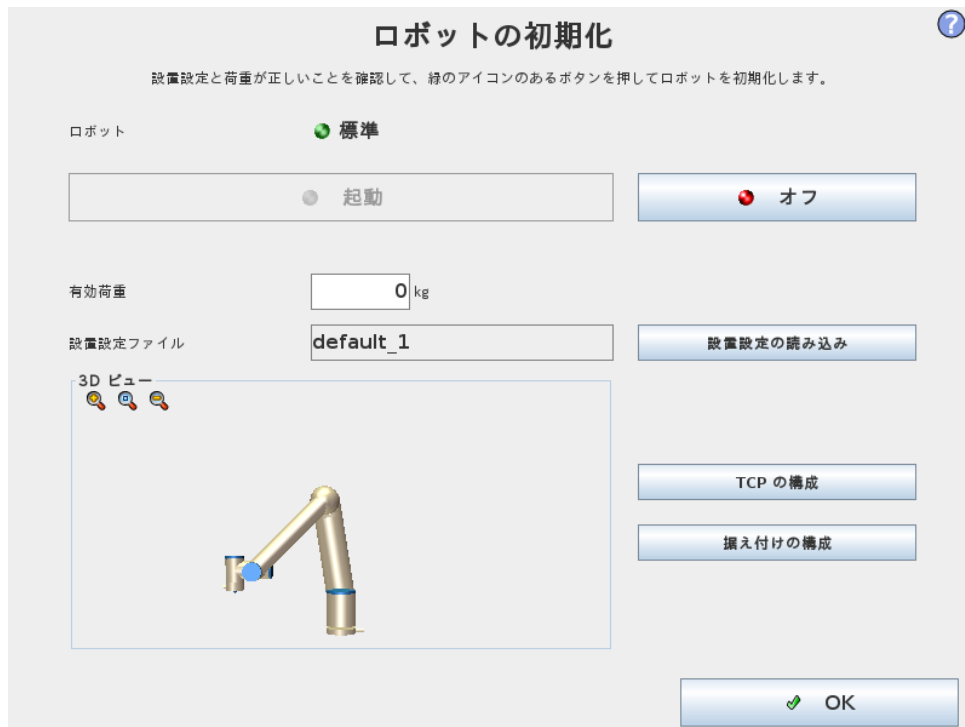 ロボットの初期化
?
設置設定と荷重が正しいことを確認して、緑のアイコンのあるボタンを押してロボットを初期化します。
ロボット 標準
起動 オフ
有効荷重 0 kg
設置設定ファイル default_1 設置設定の読み込み
3D ビュー
TCP の構成
据え付けの構成
OK